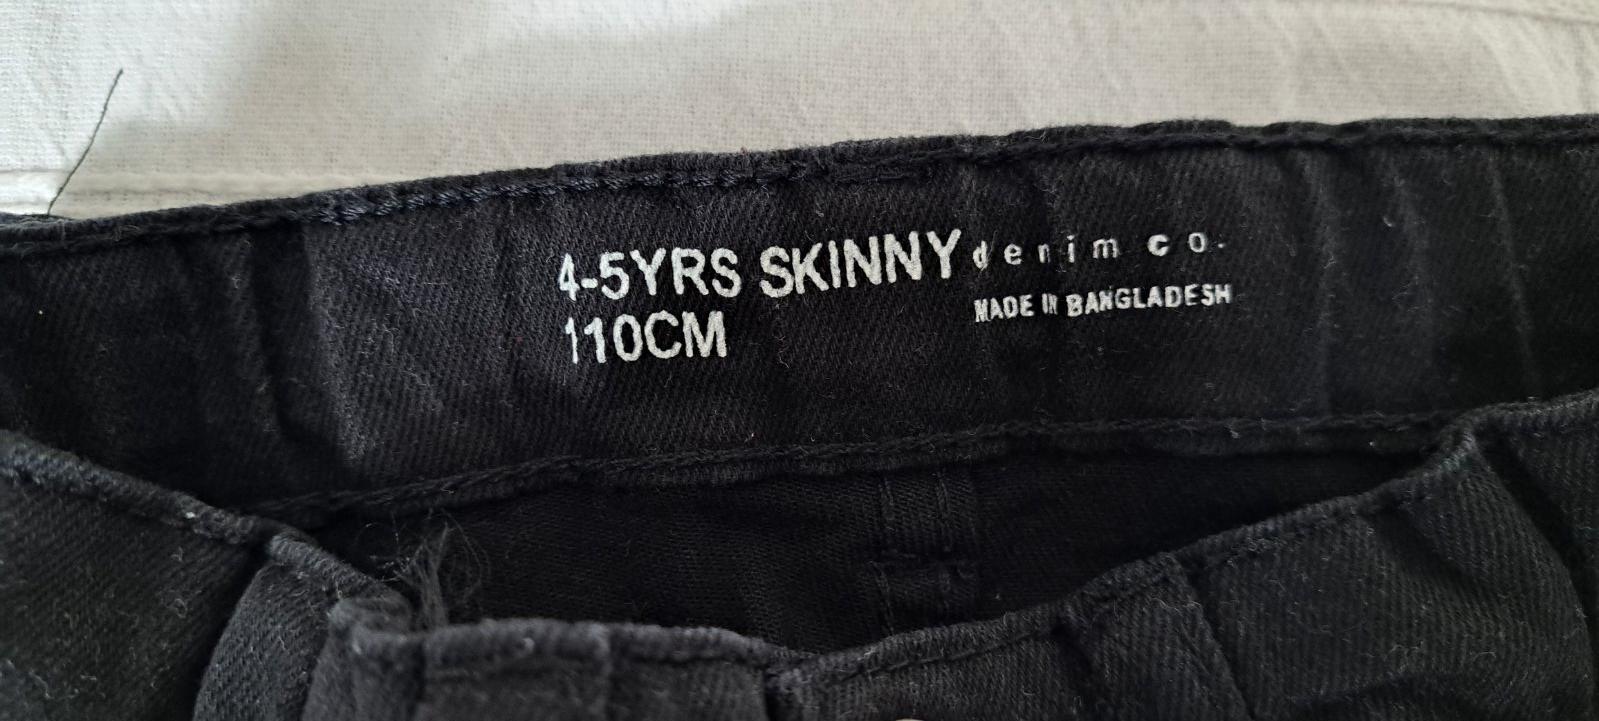 4-5YRS SKINNY
110CM
denim co.
MADE IN BANGLADESH